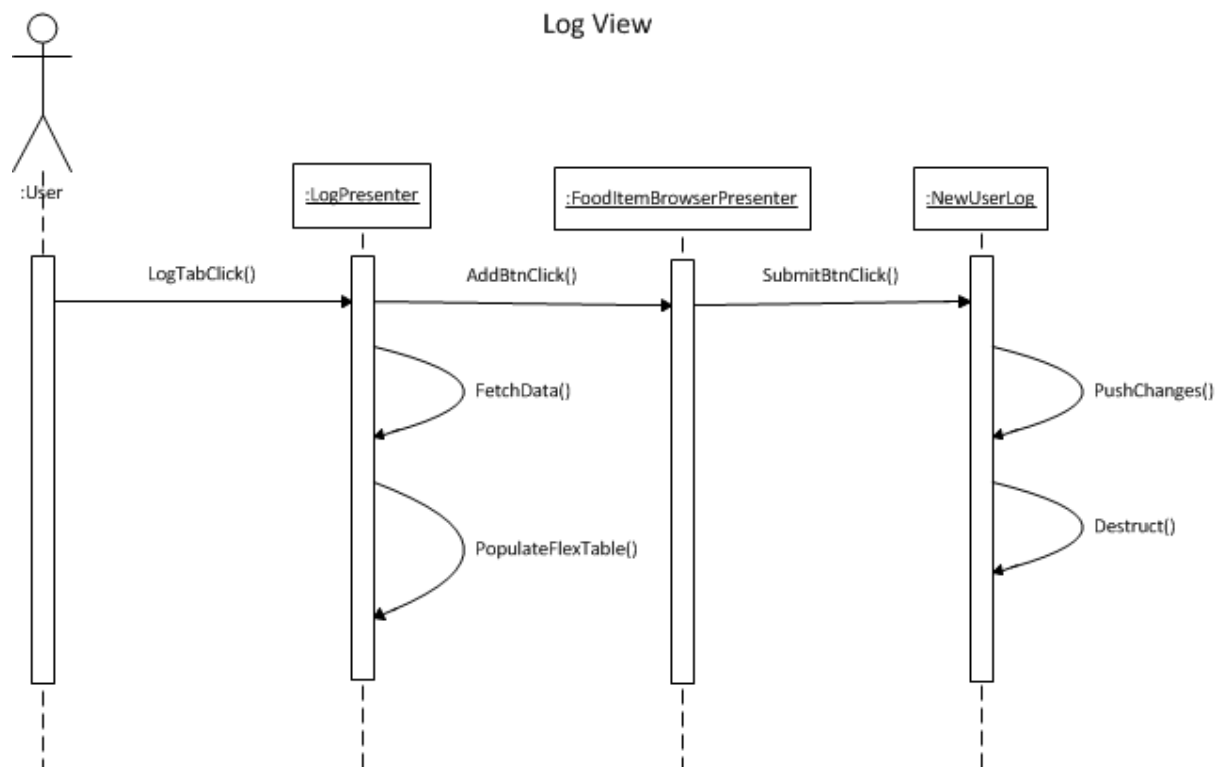 Log View
:User
:LogPresenter
:FoodItemBrowserPresenter
:NewUserLog
LogTabClick()
AddBtnClick()
SubmitBtnClick()
FetchData()
PushChanges()
PopulateFlexTable()
Destruct()